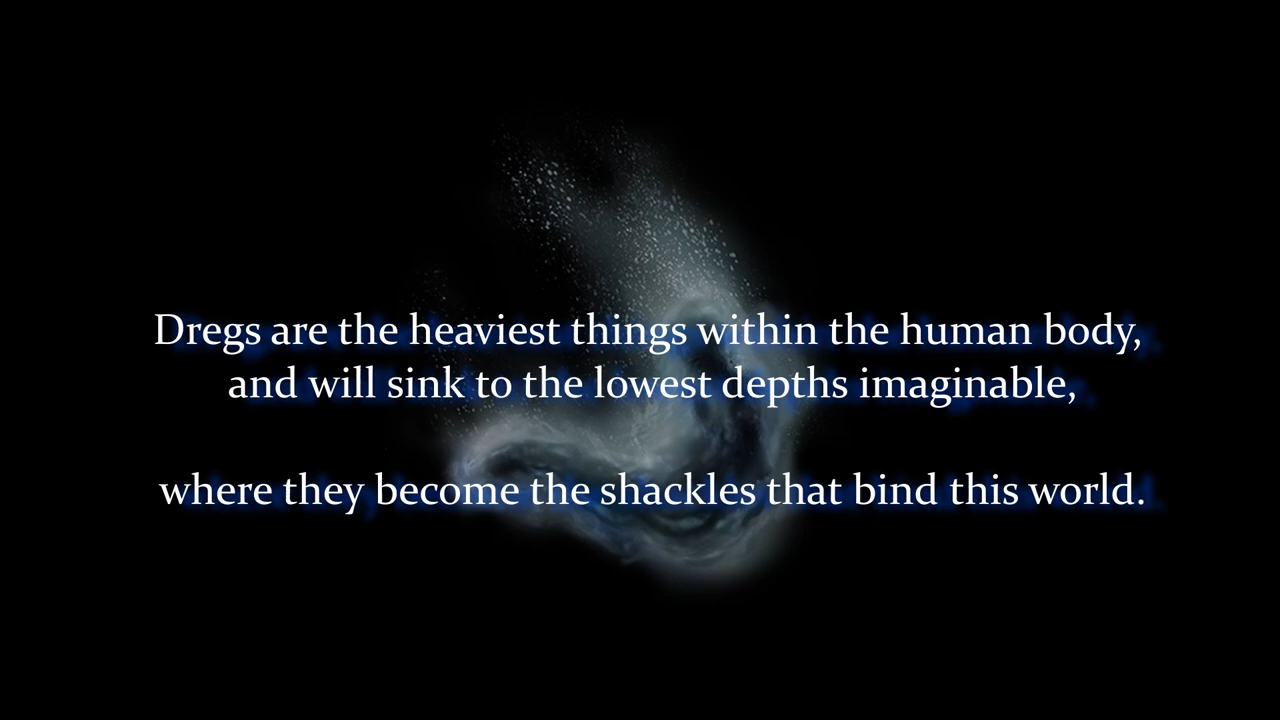 Dregs are the heaviest things within the human body,
and will sink to the lowest depths imaginable,
where they become the shackles that bind this world.